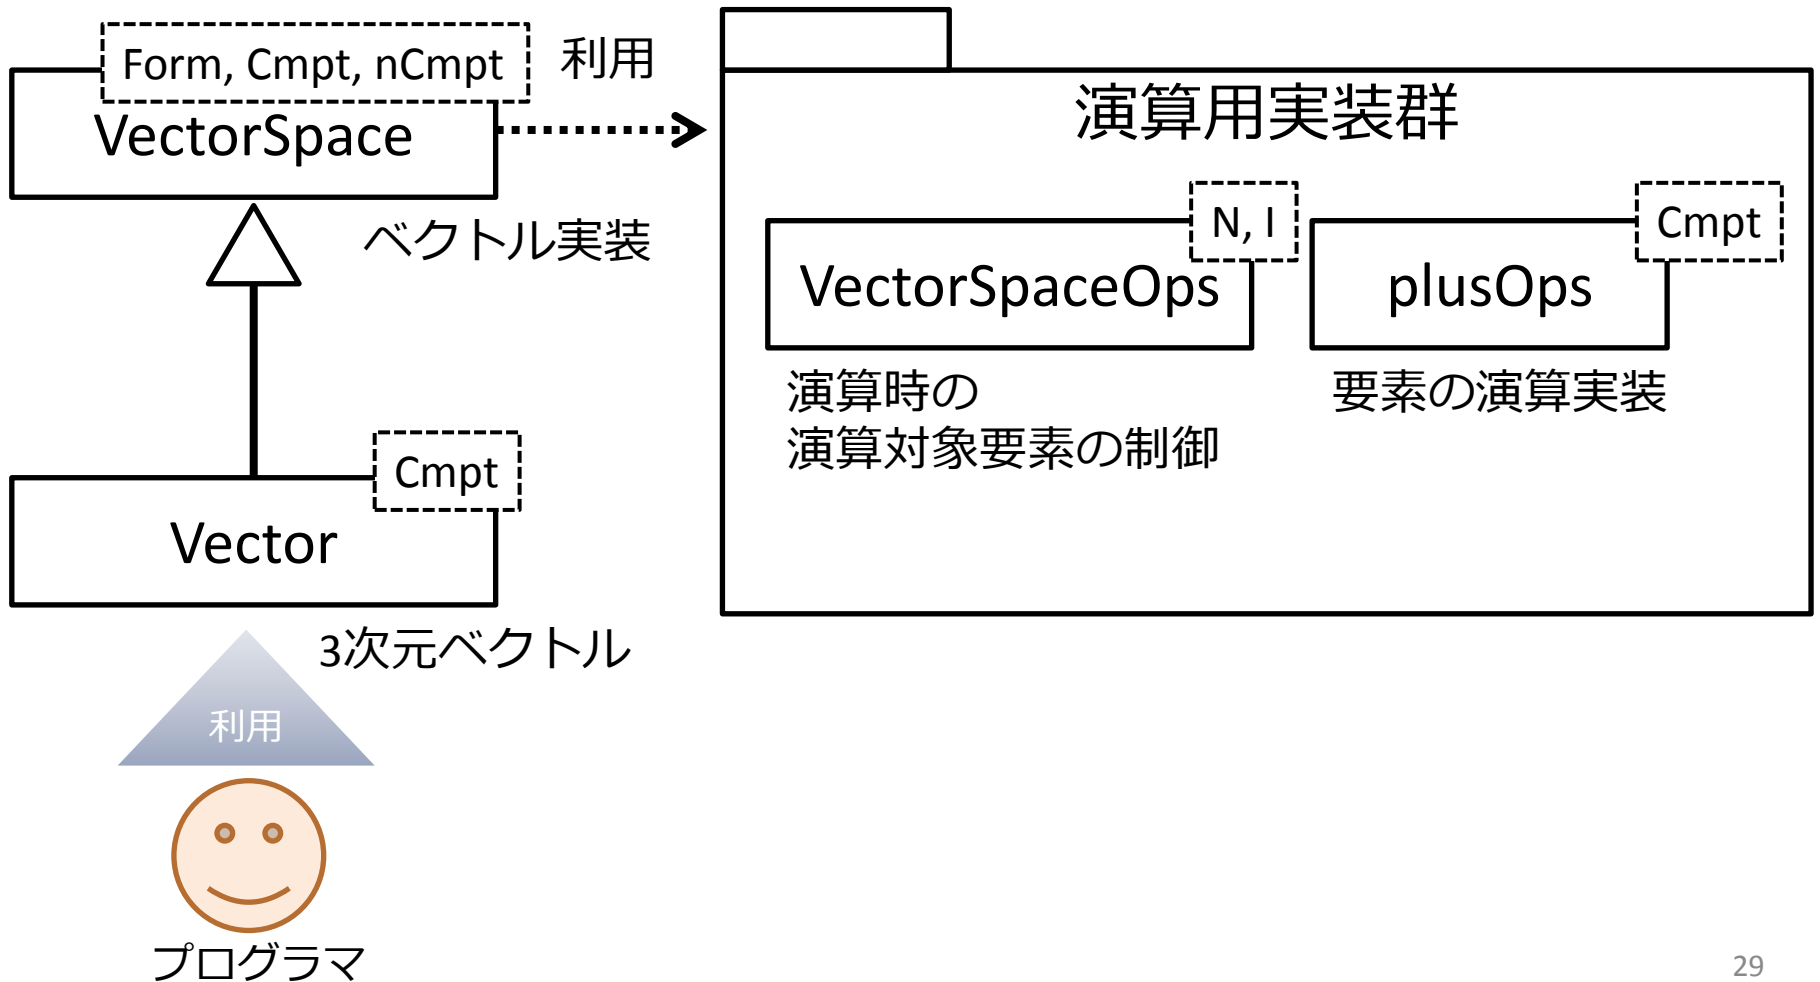 Form, Cmpt, nCmpt
VectorSpace
利用
ベクトル実装
Cmpt
Vector
3次元ベクトル
利用
プログラマ
演算用実装群
N, I
VectorSpaceOps
演算時の
演算対象要素の制御
Cmpt
plusOps
要素の演算実装
29